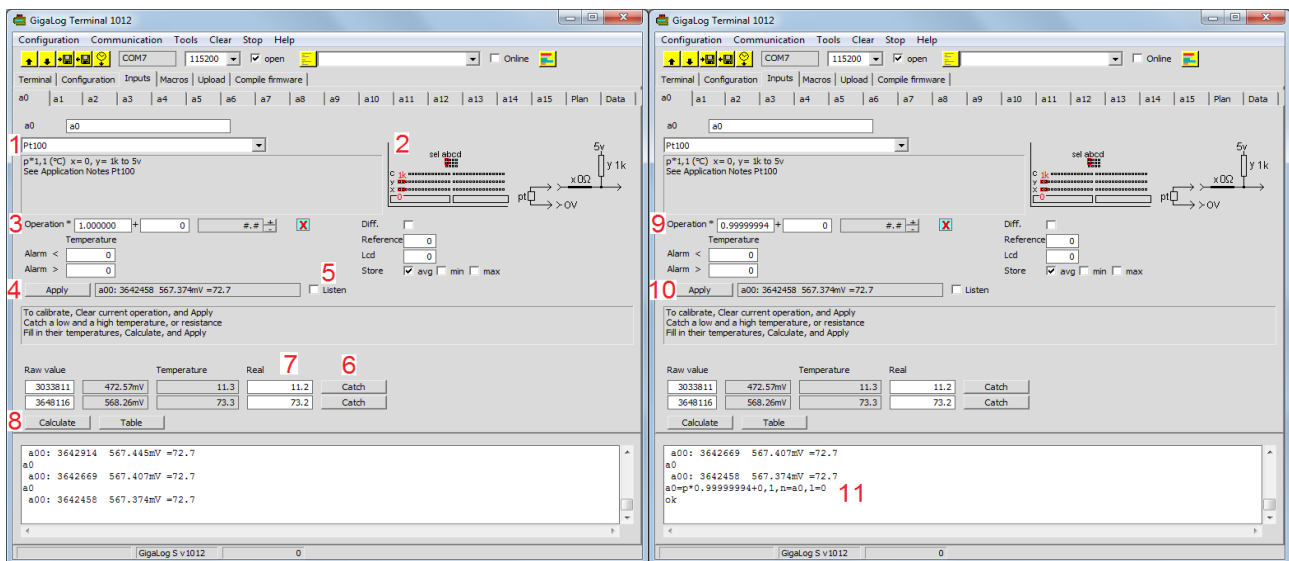 GigaLog Terminal 1012
Configuration Communication Tools Clear Stop Help
COM7 115200 open Online
Terminal Configuration Inputs Macros Upload Compile firmware
a0 a1 a2 a3 a4 a5 a6 a7 a8 a9 a10 a11 a12 a13 a14 a15 Plan Data
a0 a0
1 Pt100
p*1,1 (°C) x= 0, y= 1k to 5v
See Application Notes Pt100
2
sel abcd
5v
y 1k
c 1k
y
x 0
x 0Ω
pt
0V
3 Operation * 1.000000 + 0 #.# X Diff.
Temperature Reference 0
Alarm < 0 Lcd 0
Alarm > 0 Store avg min max
5
4 Apply a00: 3642458 567.374mV =72.7 Listen
To calibrate, Clear current operation, and Apply
Catch a low and a high temperature, or resistance
Fill in their temperatures, Calculate, and Apply
7 6
Raw value Temperature Real
3033811 472.57mV 11.3 11.2 Catch
3648116 568.26mV 73.3 73.2 Catch
8 Calculate Table
a00: 3642914 567.445mV =72.7
a0
a00: 3642669 567.407mV =72.7
a0
a00: 3642458 567.374mV =72.7
GigaLog S v1012 0
GigaLog Terminal 1012
Configuration Communication Tools Clear Stop Help
COM7 115200 open Online
Terminal Configuration Inputs Macros Upload Compile firmware
a0 a1 a2 a3 a4 a5 a6 a7 a8 a9 a10 a11 a12 a13 a14 a15 Plan Data
a0 a0
Pt100
p*1,1 (°C) x= 0, y= 1k to 5v
See Application Notes Pt100
sel abcd
5v
y 1k
c 1k
y
x 0
x 0Ω
pt
0V
9 Operation * 0.99999994 + 0 #.# X Diff.
Temperature Reference 0
Alarm < 0 Lcd 0
Alarm > 0 Store avg min max
10 Apply a00: 3642458 567.374mV =72.7 Listen
To calibrate, Clear current operation, and Apply
Catch a low and a high temperature, or resistance
Fill in their temperatures, Calculate, and Apply
Raw value Temperature Real
3033811 472.57mV 11.3 11.2 Catch
3648116 568.26mV 73.3 73.2 Catch
Calculate Table
a00: 3642669 567.407mV =72.7
a0
a00: 3642458 567.374mV =72.7
a0=p*0.99999994+0,1,n=a0,l=0 11
ok
GigaLog S v1012 0